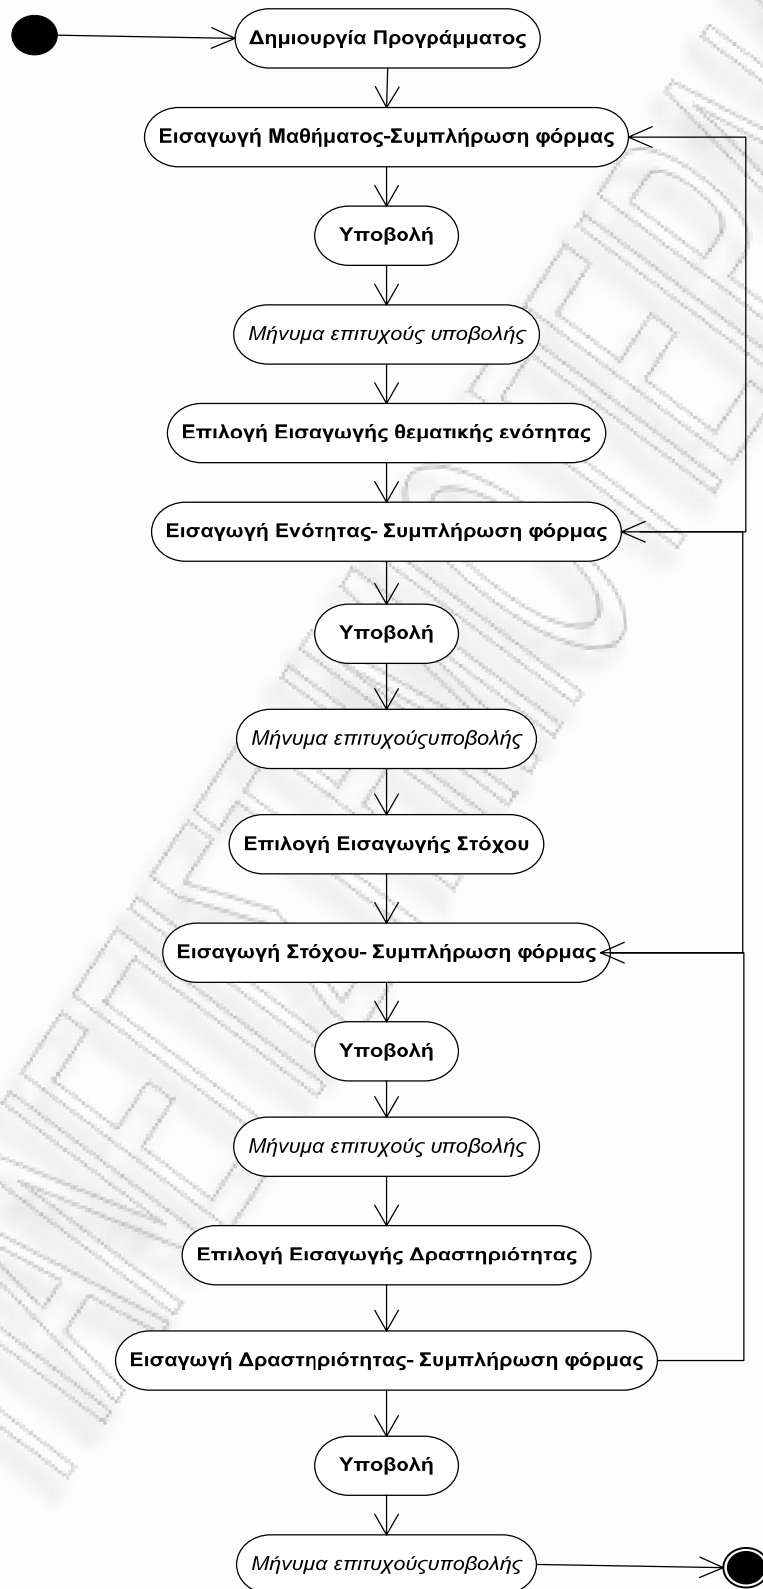 Δημιουργία Προγράμματος
Εισαγωγή Μαθήματος-Συμπλήρωση φόρμας
Υποβολή
Μήνυμα επιτυχούς υποβολής
Επιλογή Εισαγωγής θεματικής ενότητας
Εισαγωγή Ενότητας- Συμπλήρωση φόρμας
Υποβολή
Μήνυμα επιτυχούςυποβολής
Επιλογή Εισαγωγής Στόχου
Εισαγωγή Στόχου- Συμπλήρωση φόρμας
Υποβολή
Μήνυμα επιτυχούς υποβολής
Επιλογή Εισαγωγής Δραστηριότητας
Εισαγωγή Δραστηριότητας- Συμπλήρωση φόρμας
Υποβολή
Μήνυμα επιτυχούςυποβολής